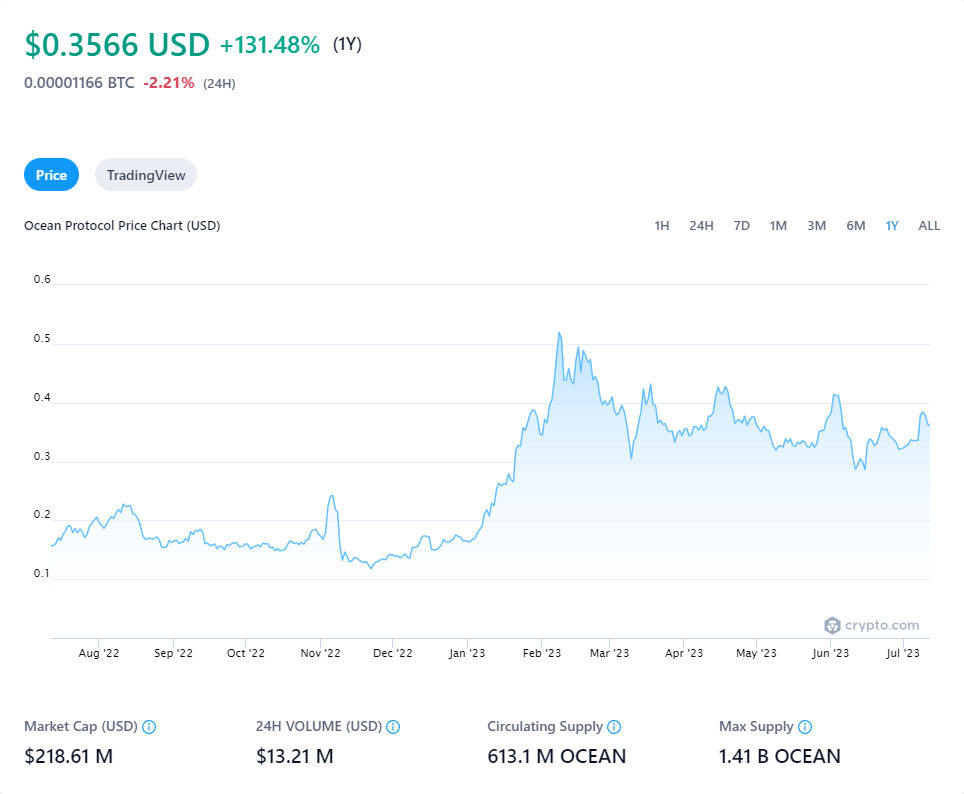 $0.3566 USD +131.48% (1Y)
0.00001166 BTC -2.21% (24H)
Price TradingView
Ocean Protocol Price Chart (USD) 1H 24H 7D 1M 3M 6M 1Y ALL
0.6
0.5
0.4
0.3
0.2
0.1
crypto.com
Aug '22 Sep '22 Oct '22 Nov '22 Dec '22 Jan '23 Feb '23 Mar '23 Apr '23 May '23 Jun '23 Jul '23
Market Cap (USD) 24H VOLUME (USD) Circulating Supply Max Supply
$218.61 M $13.21 M 613.1 M OCEAN 1.41 B OCEAN